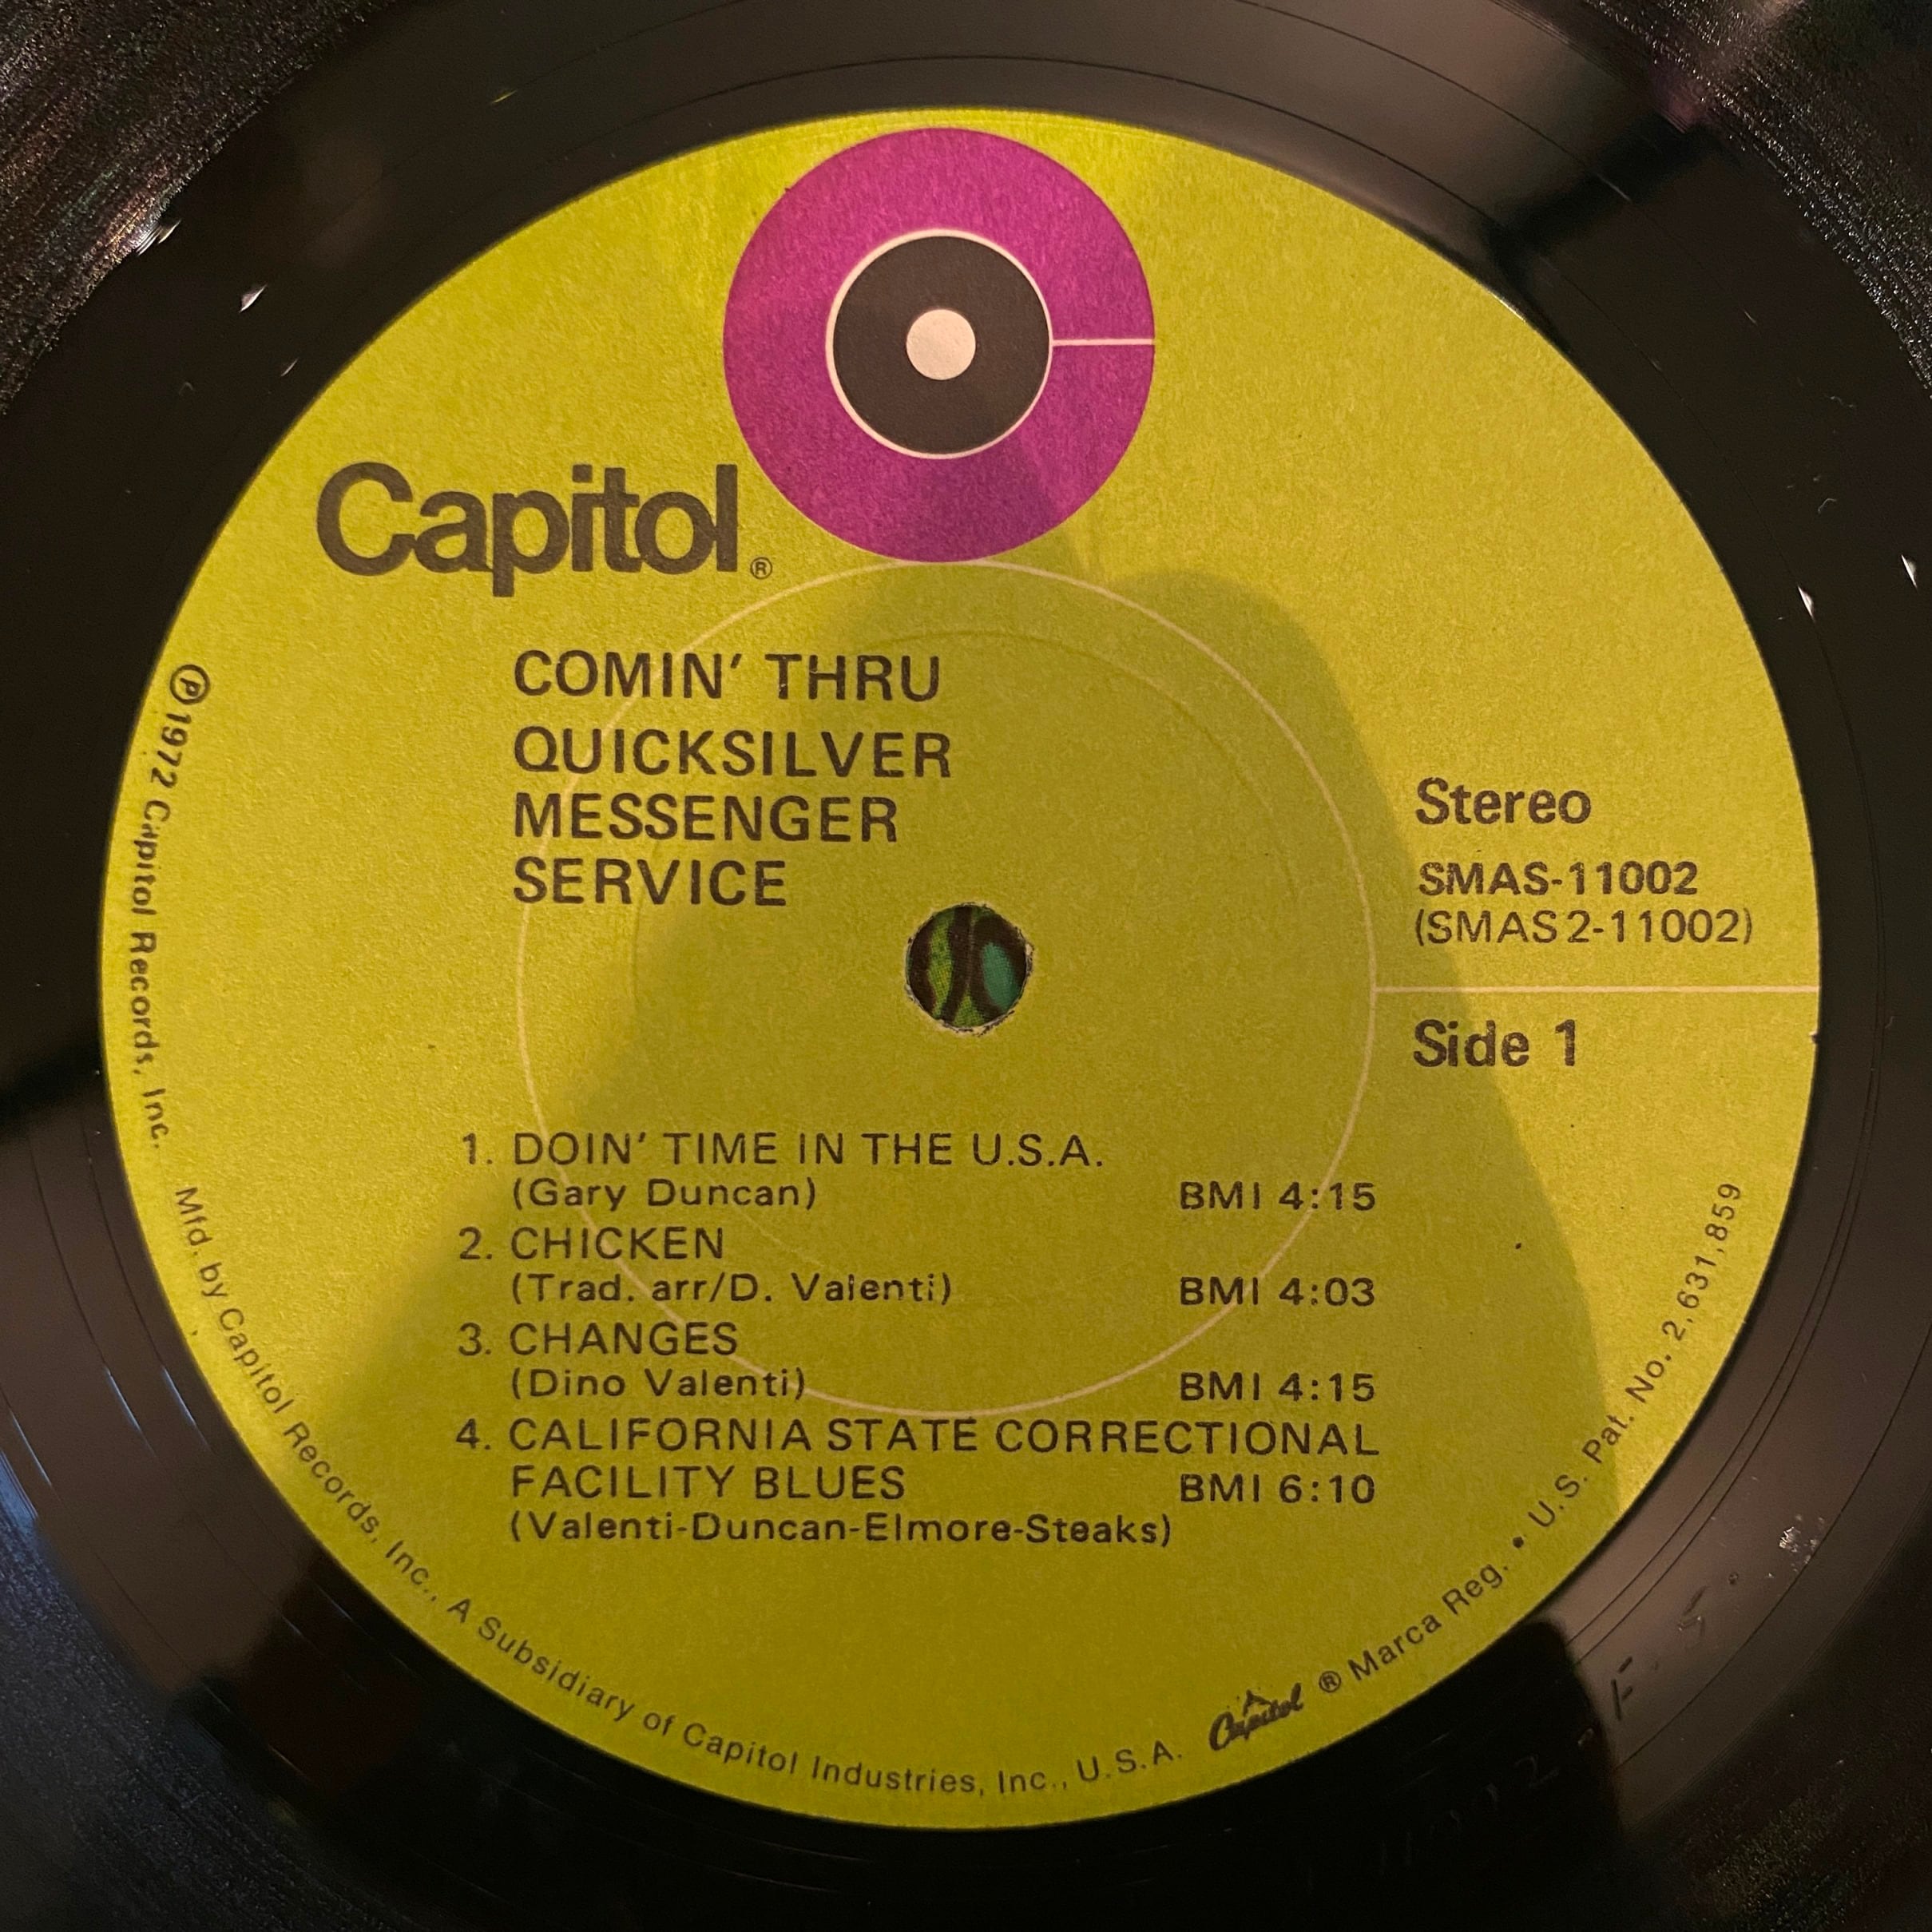 Capitol®
COMIN' THRU
QUICKSILVER
MESSENGER
SERVICE
Stereo
SMAS-11002
(SMAS2-11002)
Side 1
1. DOIN' TIME IN THE U.S.A.
(Gary Duncan) BMI 4:15
2. CHICKEN
(Trad. arr/D. Valenti) BMI 4:03
3. CHANGES
(Dino Valenti) BMI 4:15
4. CALIFORNIA STATE CORRECTIONAL
FACILITY BLUES BMI 6:10
(Valenti-Duncan-Elmore-Steaks)
℗1972 Capitol Records, Inc. Mfd. by Capitol Records, Inc., A Subsidiary of Capitol Industries, Inc., U.S.A. Capitol ® Marca Reg. • U.S. Pat. No. 2,631,859